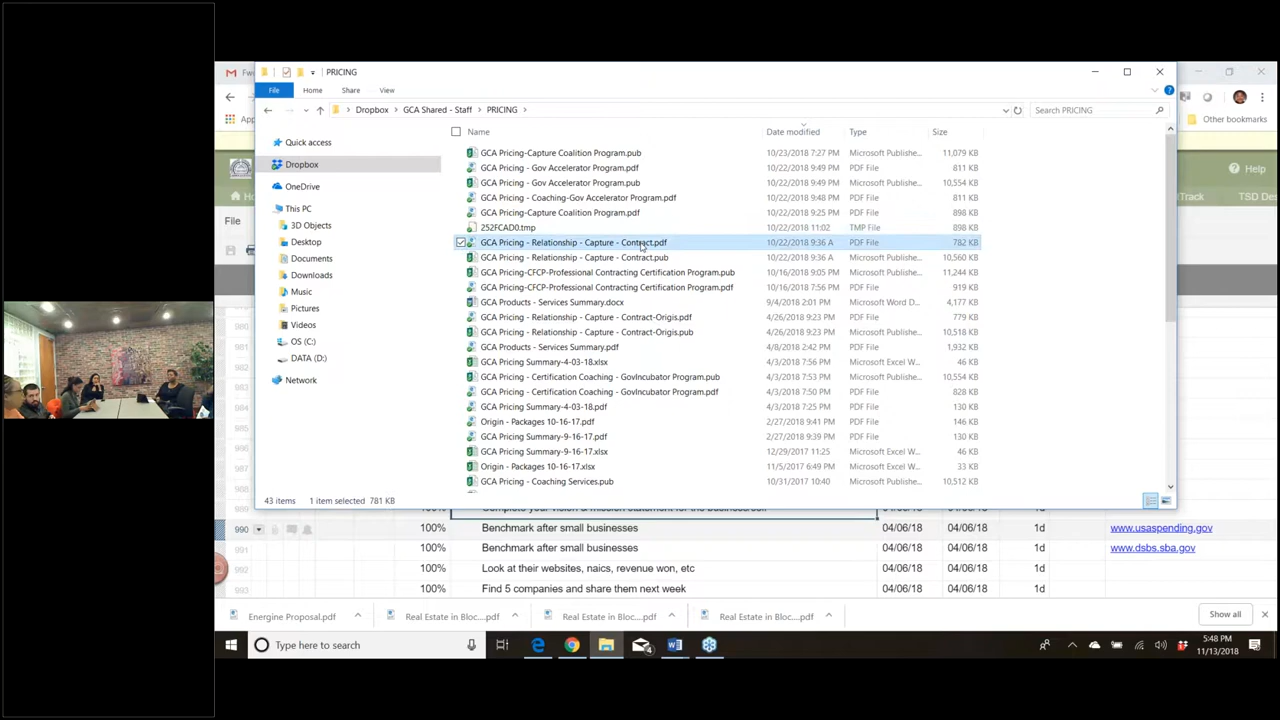 Fw
PRICING
File Home Share View
Dropbox GCA Shared - Staff PRICING Search PRICING
App Other bookmarks
Name Date modified Type Size
Quick access
Dropbox
OneDrive
This PC
3D Objects
Desktop
Documents
Downloads
Music
Pictures
Videos
OS (C:)
DATA (D:)
Network
GCA Pricing-Capture Coalition Program.pub 10/23/2018 7:27 PM Microsoft Publishe... 11,079 KB
GCA Pricing - Gov Accelerator Program.pdf 10/22/2018 9:49 PM PDF File 811 KB
GCA Pricing - Gov Accelerator Program.pub 10/22/2018 9:49 PM Microsoft Publishe... 10,554 KB
GCA Pricing - Coaching-Gov Accelerator Program.pdf 10/22/2018 9:49 PM PDF File 811 KB
GCA Pricing-Capture Coalition Program.pdf 10/22/2018 9:25 PM PDF File 898 KB
252FCAD0.tmp 10/22/2018 11:02 TMP File 898 KB
GCA Pricing - Relationship - Capture - Contract.pdf 10/22/2018 9:36 A PDF File 782 KB
GCA Pricing - Relationship - Capture - Contract.pub 10/22/2018 9:36 A Microsoft Publishe... 10,560 KB
GCA Pricing-CFCP-Professional Contracting Certification Program.pub 10/16/2018 9:05 PM Microsoft Publishe... 11,244 KB
GCA Pricing-CFCP-Professional Contracting Certification Program.pdf 10/16/2018 7:56 PM PDF File 919 KB
GCA Products - Services Summary.docx 9/4/2018 2:01 PM Microsoft Word D... 4,177 KB
GCA Pricing - Relationship - Capture - Contract-Origis.pdf 4/26/2018 9:23 PM PDF File 779 KB
GCA Pricing - Relationship - Capture - Contract-Origis.pub 4/26/2018 9:23 PM Microsoft Publishe... 10,518 KB
GCA Products - Services Summary.pdf 4/8/2018 2:42 PM PDF File 1,932 KB
GCA Pricing Summary-4-03-18.xlsx 4/3/2018 7:56 PM Microsoft Excel W... 46 KB
GCA Pricing - Certification Coaching - GovIncubator Program.pub 4/3/2018 7:53 PM Microsoft Publishe... 10,554 KB
GCA Pricing - Certification Coaching - GovIncubator Program.pdf 4/3/2018 7:50 PM PDF File 828 KB
GCA Pricing Summary-4-03-18.pdf 4/3/2018 7:25 PM PDF File 130 KB
Origin - Packages 10-16-17.pdf 2/27/2018 9:41 PM PDF File 146 KB
GCA Pricing Summary-9-16-17.pdf 2/27/2018 9:39 PM PDF File 130 KB
GCA Pricing Summary-9-16-17.xlsx 12/29/2017 11:25 Microsoft Excel W... 46 KB
Origin - Packages 10-16-17.xlsx 11/5/2017 6:49 PM Microsoft Excel W... 33 KB
GCA Pricing - Coaching Services.pub 10/31/2017 10:40 Microsoft Publishe... 10,512 KB
43 items 1 item selected 781 KB
Help
Track TSD Des
File
Complete your vision & mission statement for the business
990 100% Benchmark after small businesses 04/06/18 04/06/18 1d www.usaspending.gov
991 100% Benchmark after small businesses 04/06/18 04/06/18 1d www.dsbs.sba.gov
100% Look at their websites, naics, revenue won, etc 04/06/18 04/06/18 1d
993 100% Find 5 companies and share them next week 04/06/18 04/06/18 1d
Energine Proposal.pdf Real Estate in Bloc....pdf Real Estate in Bloc....pdf Real Estate in Bloc....pdf Show all
Type here to search 4 5:48 PM
11/13/2018